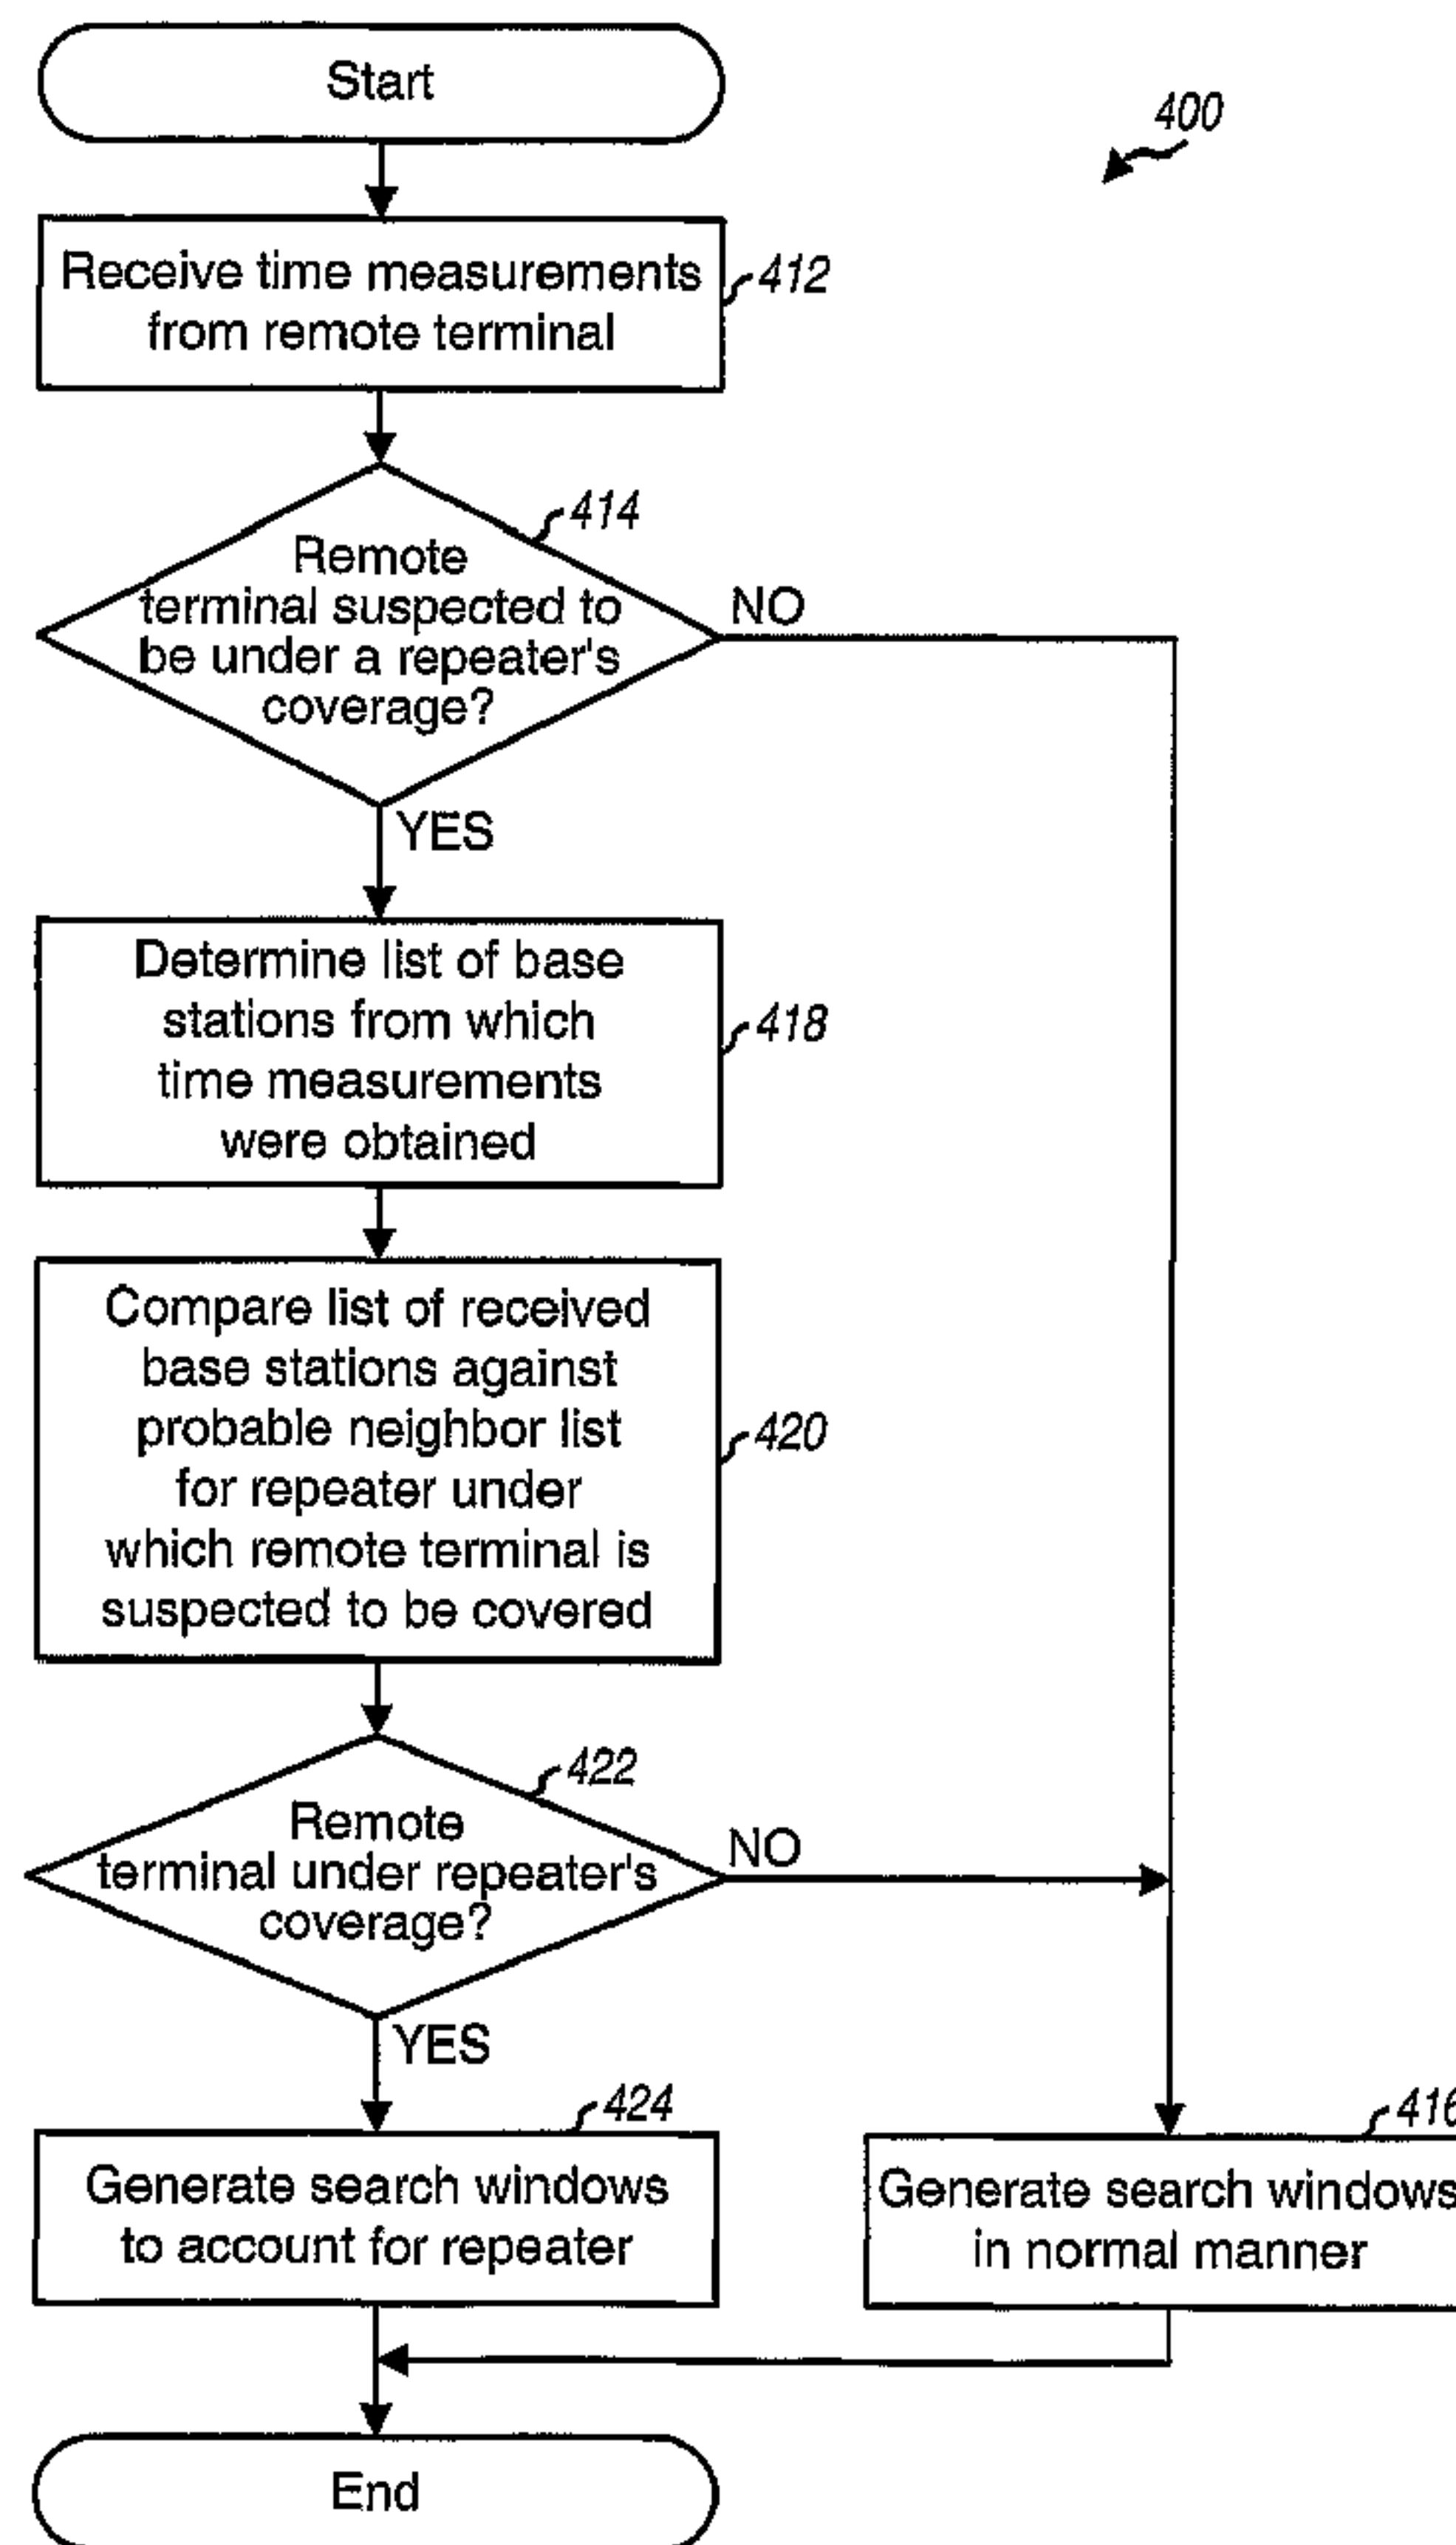 Start
400
Receive time measurements
from remote terminal
412
414
Remote
terminal suspected to
be under a repeater's
coverage?
NO
YES
Determine list of base
stations from which
time measurements
were obtained
418
Compare list of received
base stations against
probable neighbor list
for repeater under
which remote terminal is
suspected to be covered
420
422
Remote
terminal under repeater's
coverage?
NO
YES
424
Generate search windows
to account for repeater
416
Generate search windows
in normal manner
End